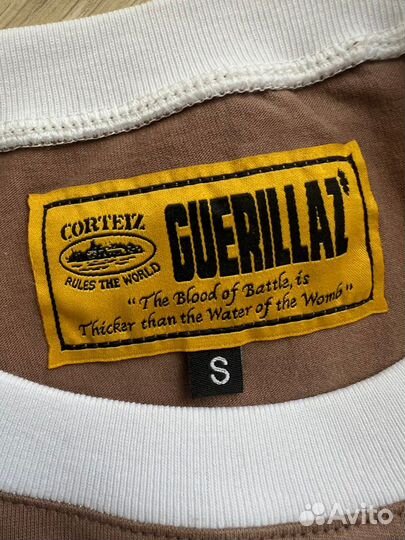 CORTEIZ
RULES THE WORLD
GUERILLAZ
"The Blood of Battle, is
Thicker than the Water of the Womb"
S
Avito